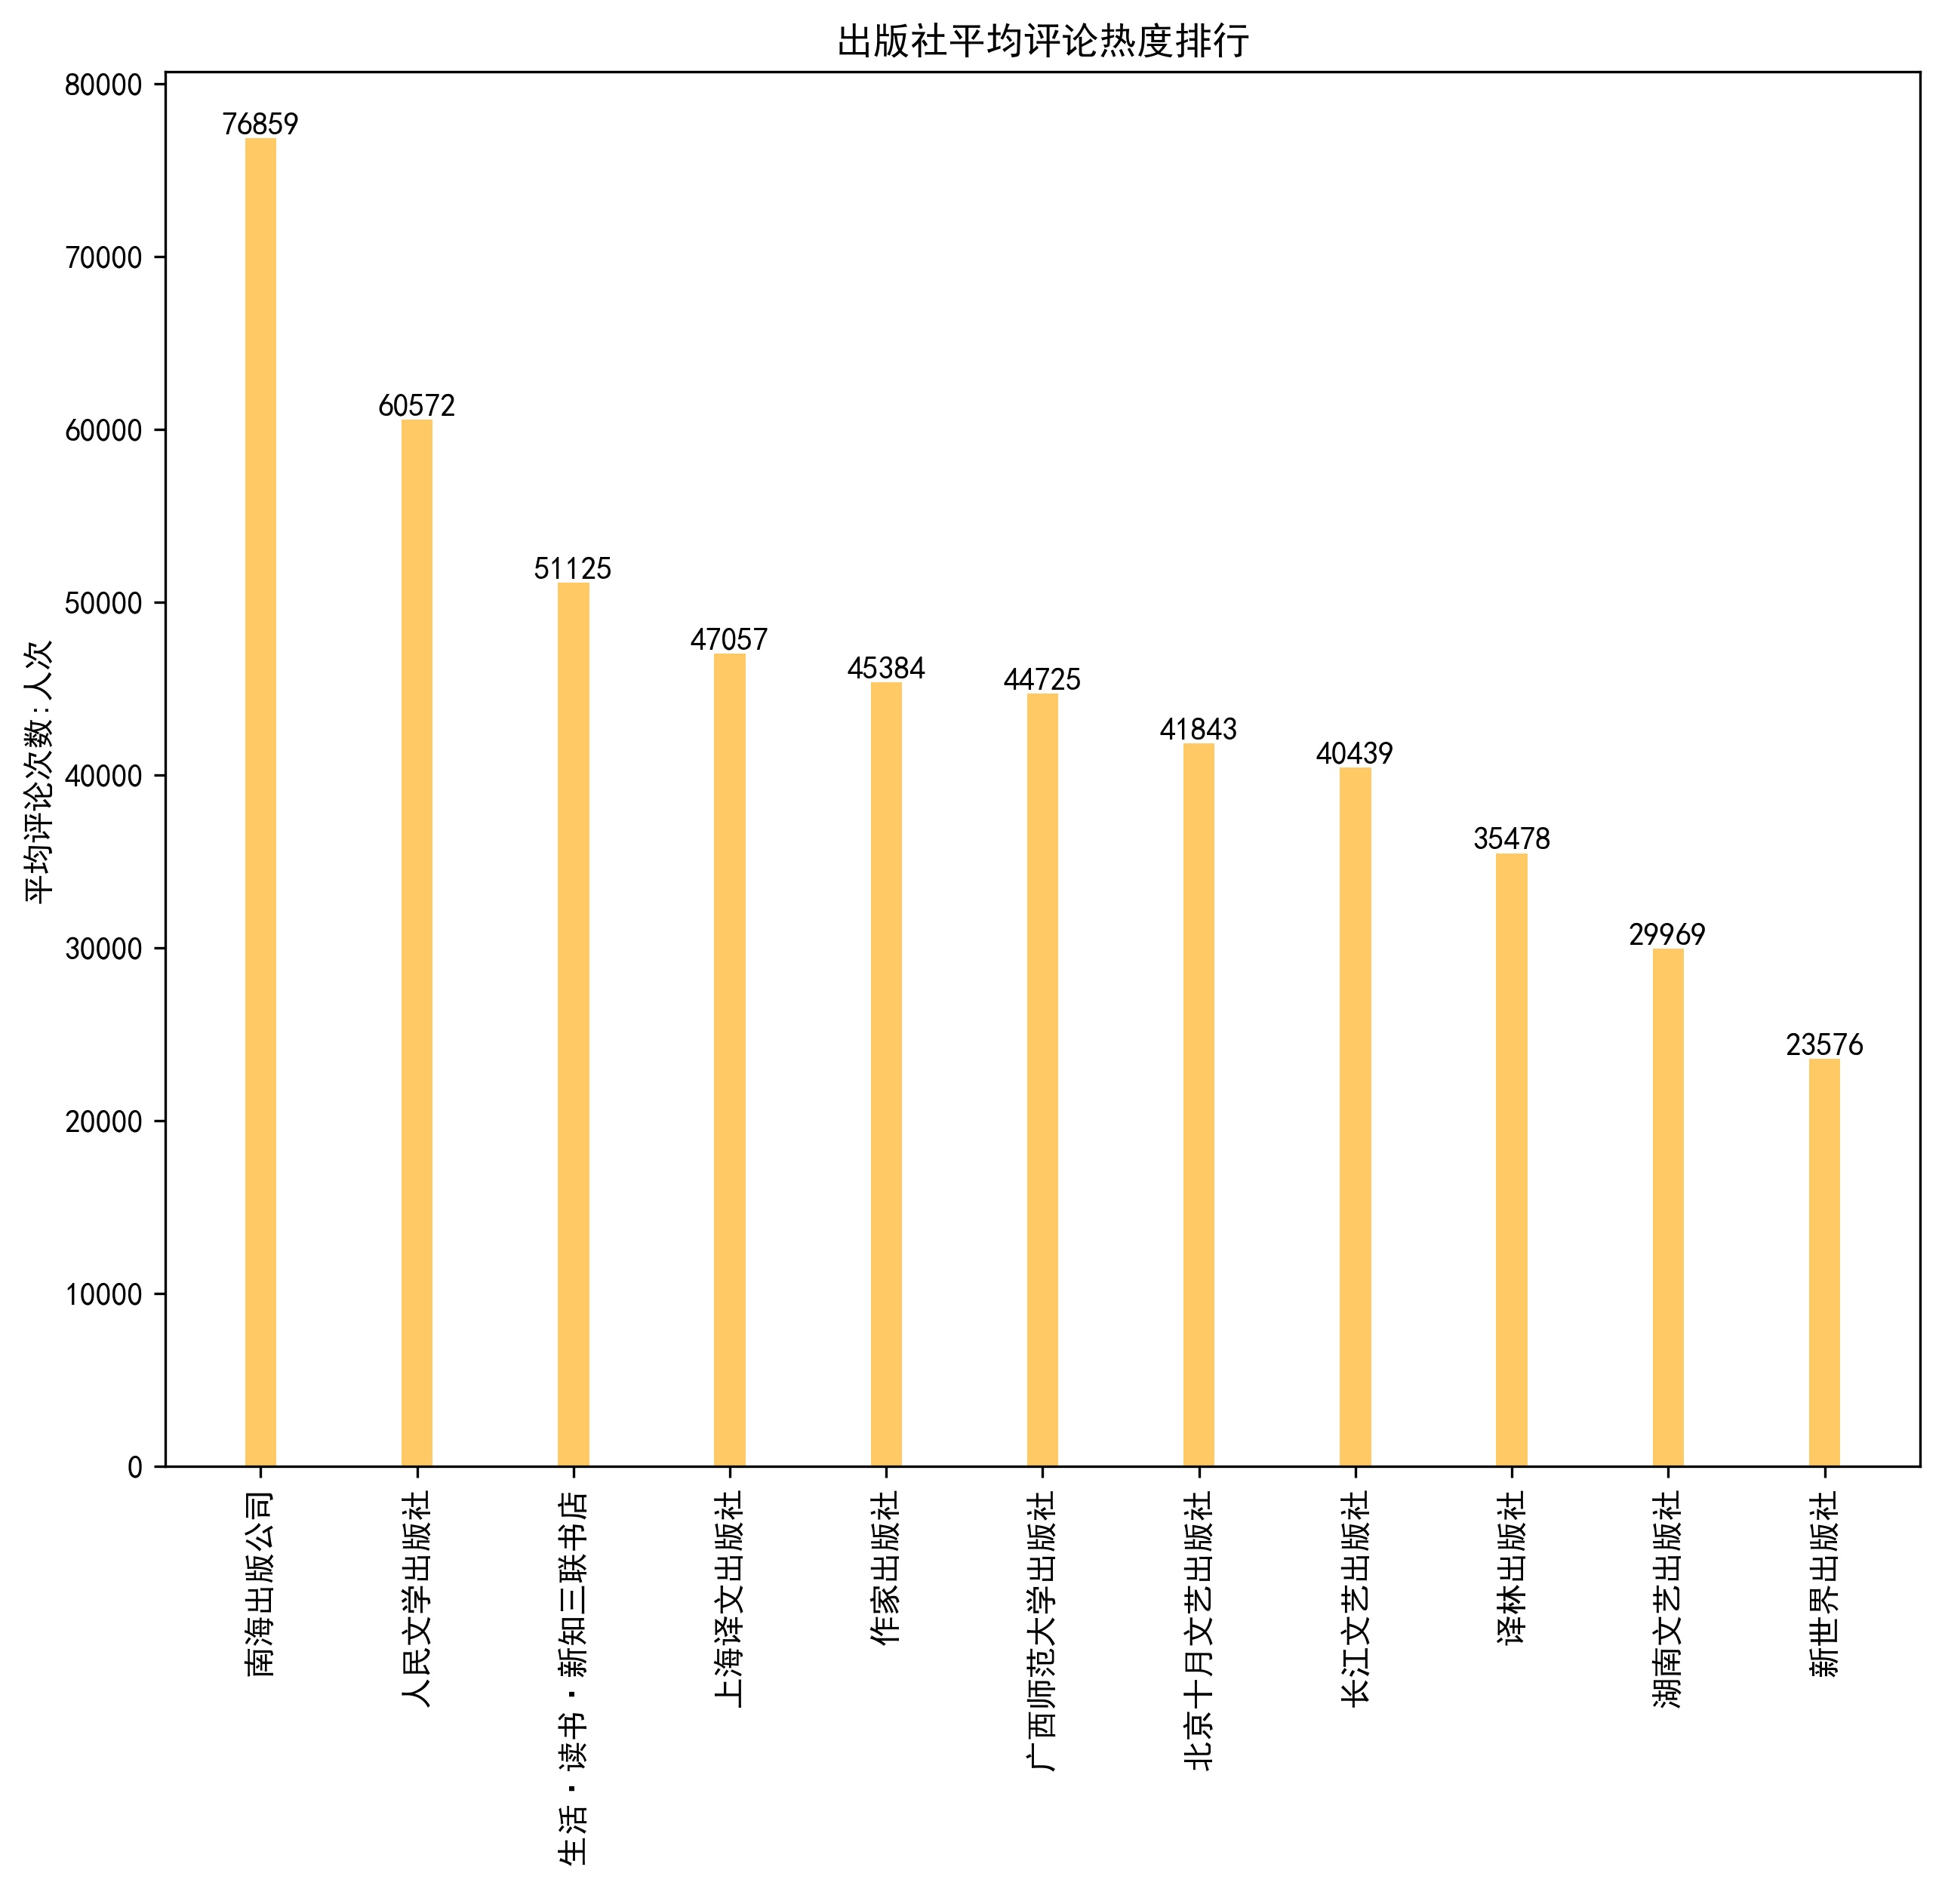 出版社平均评论热度排行
平均评论次数:人次
80000
70000
60000
50000
40000
30000
20000
10000
0
76859
60572
51125
47057
45384
44725
41843
40439
35478
29969
23576
南海出版公司
人民文学出版社
生活·读书·新知三联书店
上海译文出版社
作家出版社
广西师范大学出版社
北京十月文艺出版社
长江文艺出版社
译林出版社
湖南文艺出版社
新世界出版社